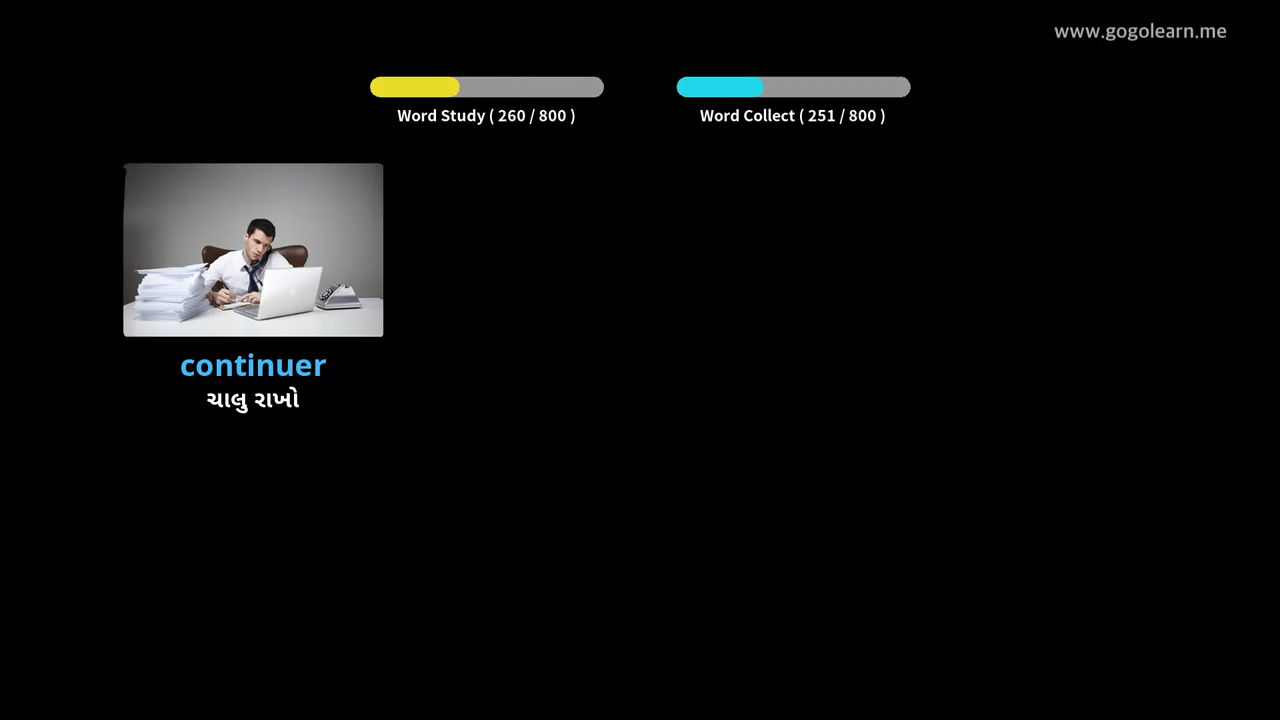 www.gogolearn.me
Word Study ( 260 / 800 )
Word Collect ( 251 / 800 )
continuer
ચાલુ રાખો